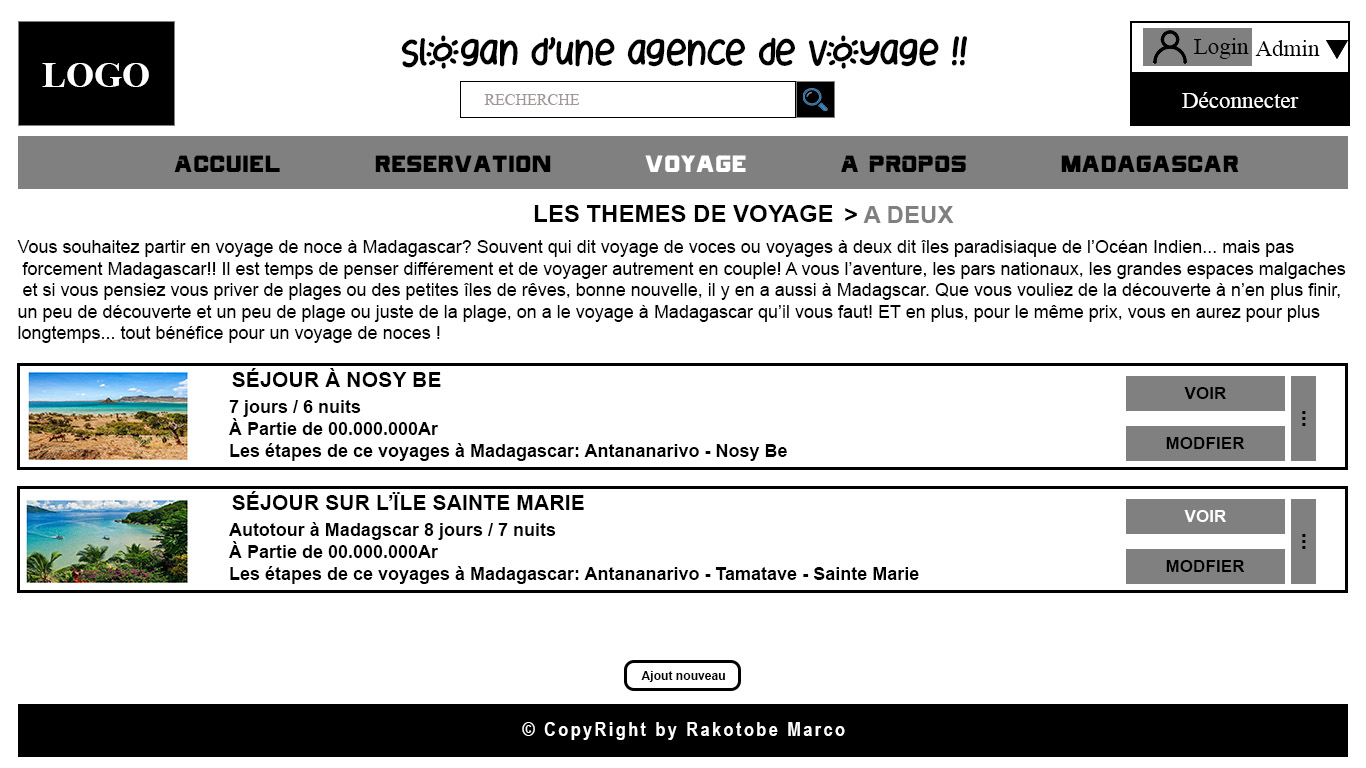 LOGO
slogan d'une agence de voyage !!
Login Admin ▼
RECHERCHE
Déconnecter
ACCUIEL RESERVATION VOYAGE A PROPOS MADAGASCAR
LES THEMES DE VOYAGE > A DEUX
Vous souhaitez partir en voyage de noce à Madagascar? Souvent qui dit voyage de voces ou voyages à deux dit îles paradisiaque de l’Océan Indien... mais pas
forcement Madagascar!! Il est temps de penser différement et de voyager autrement en couple! A vous l’aventure, les pars nationaux, les grandes espaces malgaches
et si vous pensiez vous priver de plages ou des petites îles de rêves, bonne nouvelle, il y en a aussi à Madagscar. Que vous vouliez de la découverte à n’en plus finir,
un peu de découverte et un peu de plage ou juste de la plage, on a le voyage à Madagascar qu’il vous faut! ET en plus, pour le même prix, vous en aurez pour plus
longtemps... tout bénéfice pour un voyage de noces !
SÉJOUR À NOSY BE
7 jours / 6 nuits
À Partie de 00.000.000Ar
Les étapes de ce voyages à Madagascar: Antananarivo - Nosy Be
VOIR
MODFIER
SÉJOUR SUR L’ÏLE SAINTE MARIE
Autotour à Madagscar 8 jours / 7 nuits
À Partie de 00.000.000Ar
Les étapes de ce voyages à Madagascar: Antananarivo - Tamatave - Sainte Marie
VOIR
MODFIER
Ajout nouveau
© CopyRight by Rakotobe Marco